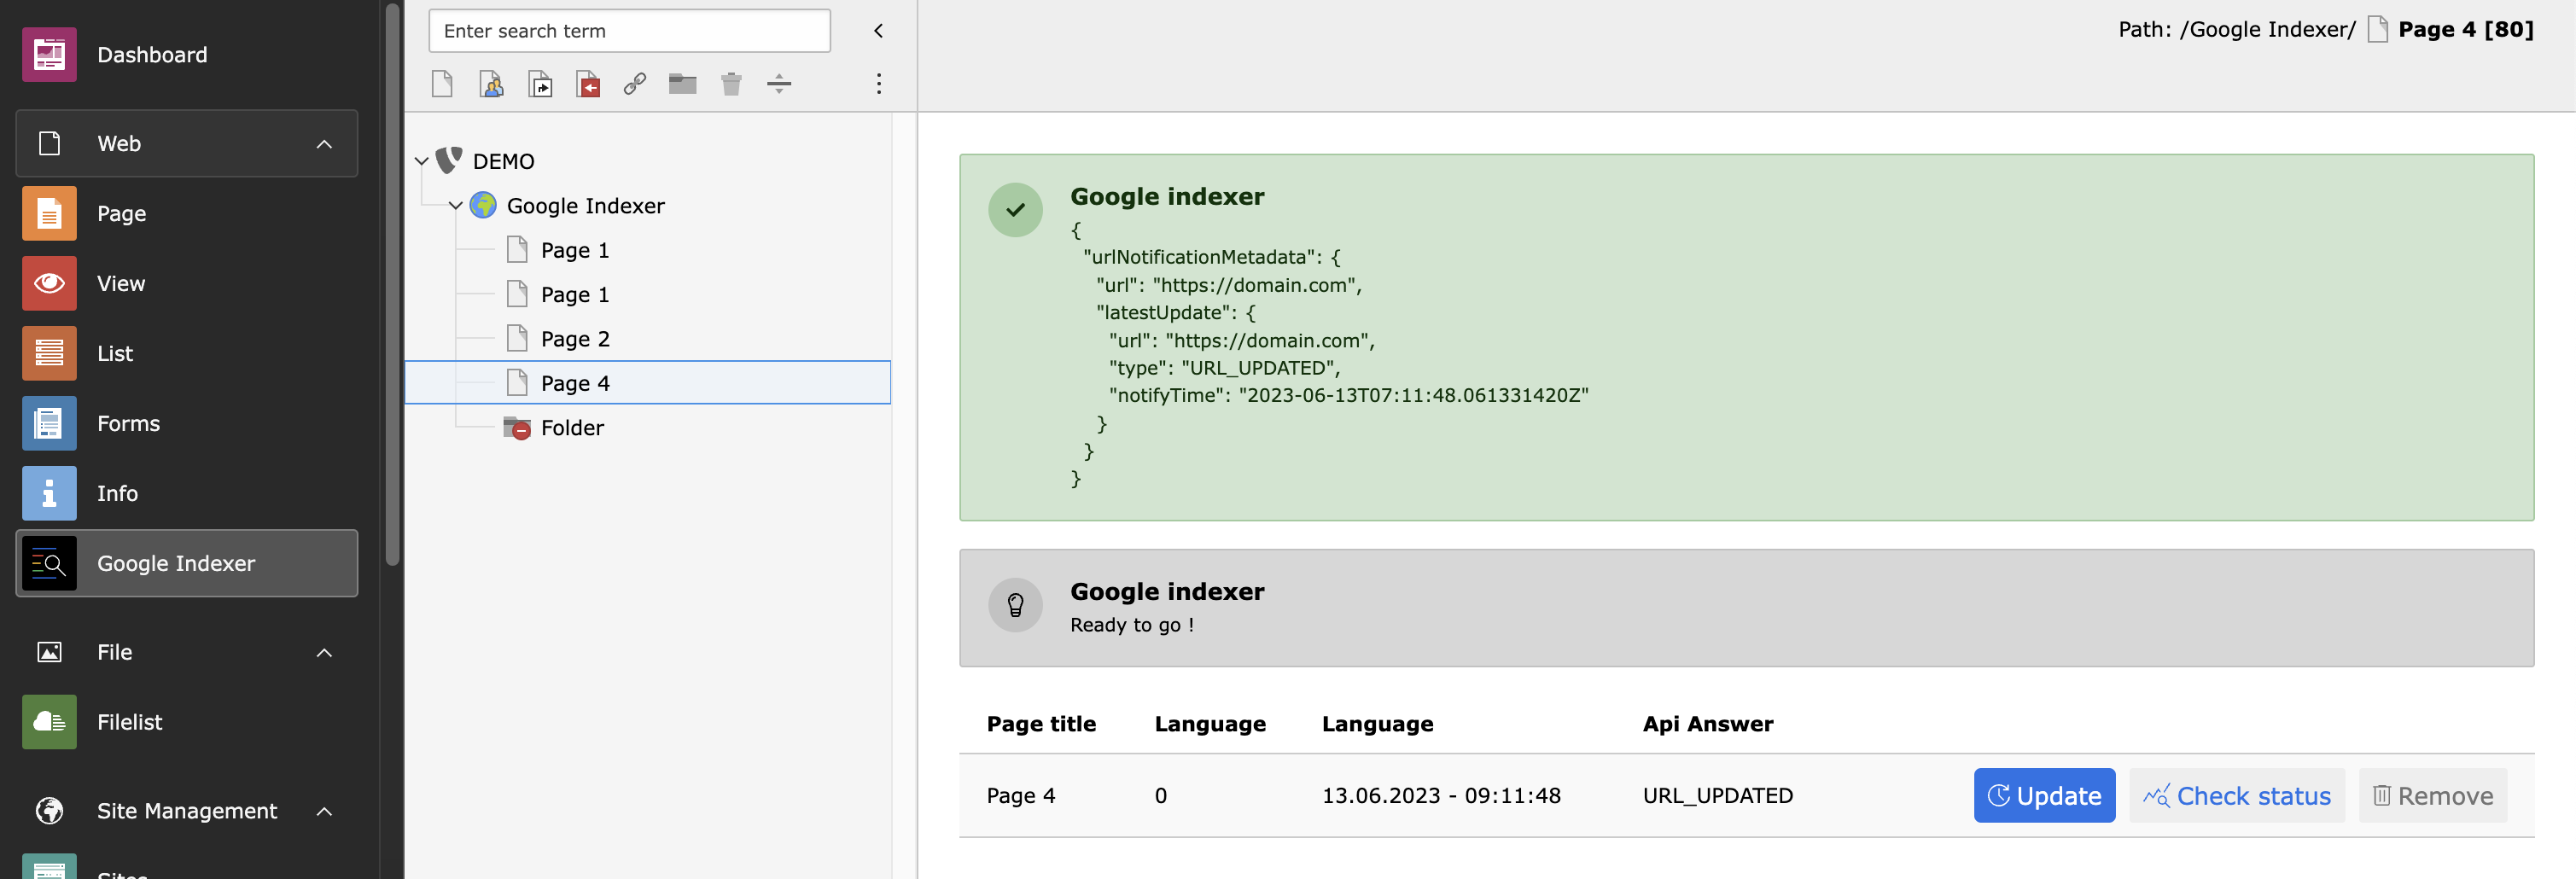 Dashboard
Web
Page
View
List
Forms
Info
Google Indexer
File
Filelist
Site Management
Sites
Enter search term
DEMO
Google Indexer
Page 1
Page 1
Page 2
Page 4
Folder
Path: /Google Indexer/ Page 4 [80]
Google indexer
{
"urlNotificationMetadata": {
"url": "https://domain.com",
"latestUpdate": {
"url": "https://domain.com",
"type": "URL_UPDATED",
"notifyTime": "2023-06-13T07:11:48.061331420Z"
}
}
}
Google indexer
Ready to go !
Page title Language Language Api Answer
Page 4 0 13.06.2023 - 09:11:48 URL_UPDATED Update Check status Remove